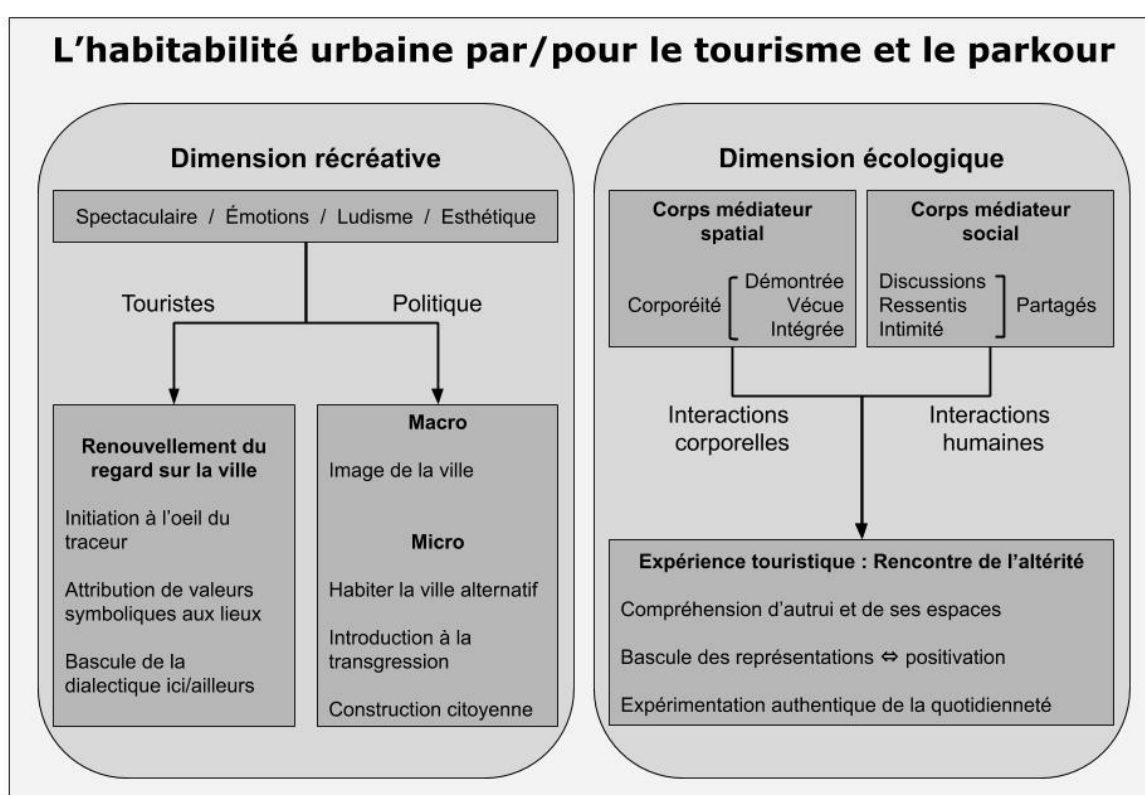 L'habitabilité urbaine par/pour le tourisme et le parkour
Dimension récréative
Spectaculaire / Émotions / Ludisme / Esthétique
Touristes
Politique
Renouvellement du
regard sur la ville
Initiation à l'oeil du
traceur
Attribution de valeurs
symboliques aux lieux
Bascule de la
dialectique ici/ailleurs
Macro
Image de la ville
Micro
Habiter la ville alternatif
Introduction à la
transgression
Construction citoyenne
Dimension écologique
Corps médiateur
spatial
Corporéité
Démontrée
Vécue
Intégrée
Corps médiateur
social
Discussions
Ressentis
Intimité
Partagés
Interactions
corporelles
Interactions
humaines
Expérience touristique : Rencontre de l'altérité
Compréhension d'autrui et de ses espaces
Bascule des représentations ⇔ positivation
Expérimentation authentique de la quotidienneté